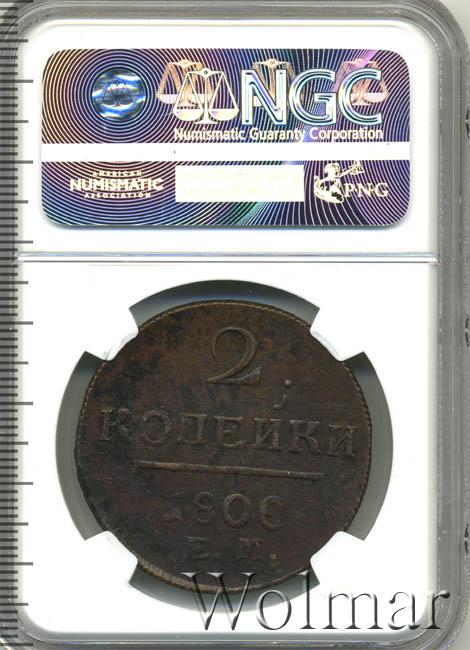 NGC
Numismatic Guaranty Corporation
AMERICAN
NUMISMATIC
ASSOCIATION
PNG
2
КОПЕЙКИ
1800
Е.М.
Wolmar